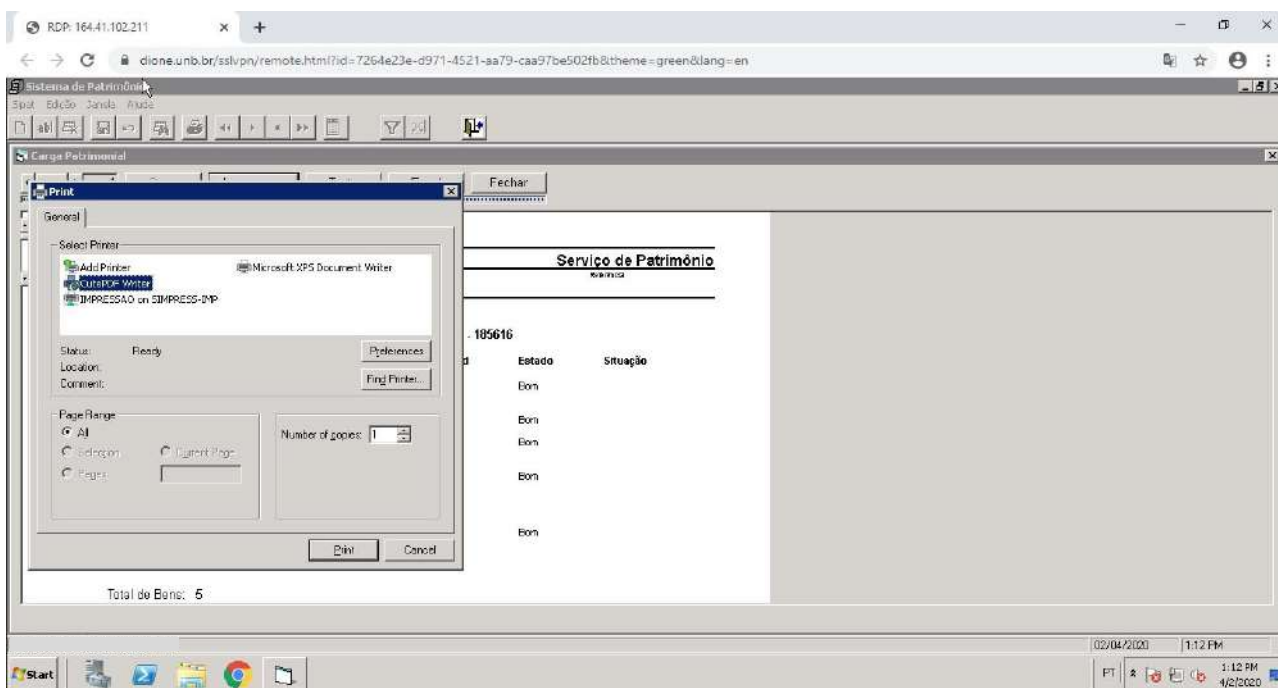 RDP: 164.41.102.211
dione.unb.br/sslvpn/remote.html?id=7264e23e-d971-4521-aa79-caa97be502fb&theme=green&lang=en
Sistema de Patrimônio
Spat Edição Janela Ajuda
Carga Patrimonial
Fechar
Print
General
Select Printer
Add Printer
Microsoft XPS Document Writer
CutePDF Writer
IMPRESSAO on SIMPRESS-IMP
Status: Ready
Location:
Comment:
Preferences
Find Printer...
Page Range
All
Selection
Current Page
Pages:
Number of copies: 1
Print
Cancel
Serviço de Patrimônio
- 185616
Estado Situação
Bom
Bom
Bom
Bom
Bom
Total de Bens: 5
02/04/2020 1:12 PM
Start
PT
1:12 PM
4/2/2020